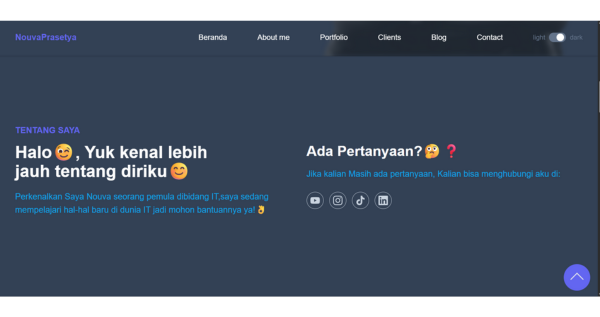 NouvaPrasetya
Beranda
About me
Portfolio
Clients
Blog
Contact
light
dark
TENTANG SAYA
Halo😉, Yuk kenal lebih
jauh tentang diriku😊
Perkenalkan Saya Nouva seorang pemula dibidang IT,saya sedang
mempelajari hal-hal baru di dunia IT jadi mohon bantuannya ya!👌
Ada Pertanyaan?🤔❓
Jika kalian Masih ada pertanyaan, Kalian bisa menghubungi aku di: